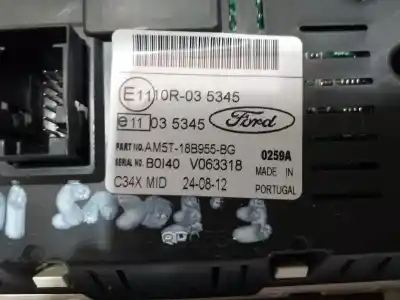 E11 10R-03 5345
e11 03 5345
Ford
PART NO. AM5T-18B955-BG
SERIAL NO. B0140 V063318
0259A
C34X MID 24-08-12
MADE IN
PORTUGAL